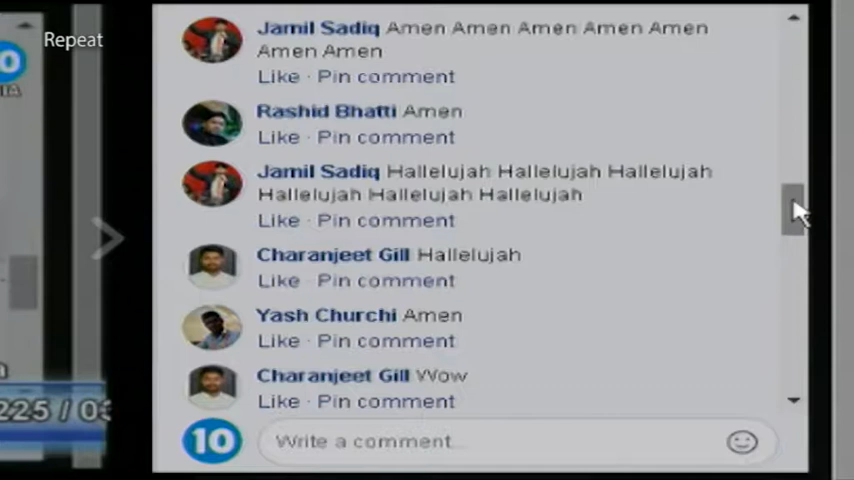 Repeat
Jamil Sadiq Amen Amen Amen Amen Amen
Amen Amen
Like · Pin comment
Rashid Bhatti Amen
Like · Pin comment
Jamil Sadiq Hallelujah Hallelujah Hallelujah
Hallelujah Hallelujah Hallelujah
Like · Pin comment
Charanjeet Gill Hallelujah
Like · Pin comment
Yash Churchi Amen
Like · Pin comment
Charanjeet Gill Wow
Like · Pin comment
225 / 03
10
Write a comment...